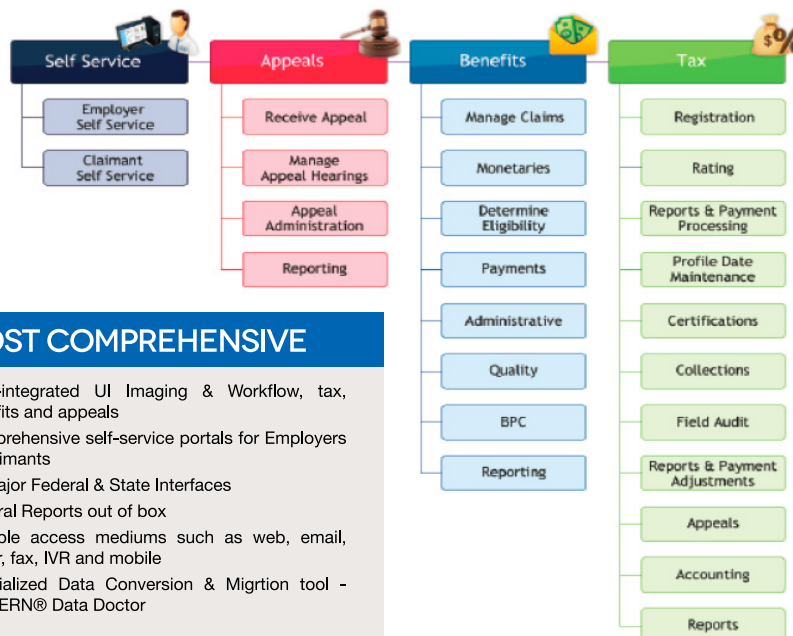 Self Service
Employer
Self Service
Claimant
Self Service
Appeals
Receive Appeal
Manage
Appeal Hearings
Appeal
Administration
Reporting
Benefits
Manage Claims
Monetaries
Determine
Eligibility
Payments
Administrative
Quality
BPC
Reporting
Tax
$%
Registration
Rating
Reports & Payment
Processing
Profile Date
Maintenance
Certifications
Collections
Field Audit
Reports & Payment
Adjustments
Appeals
Accounting
Reports
OST COMPREHENSIVE
-integrated UI Imaging & Workflow, tax,
fits and appeals
prehensive self-service portals for Employers
imants
ajor Federal & State Interfaces
ral Reports out of box
ple access mediums such as web, email,
, fax, IVR and mobile
ialized Data Conversion & Migrtion tool -
ERN® Data Doctor